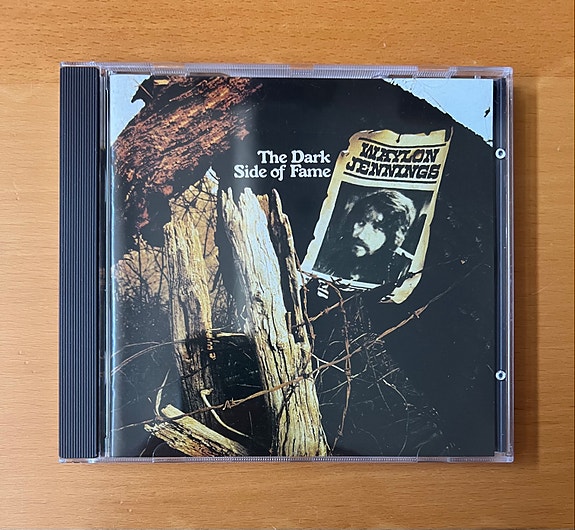 The Dark
Side of Fame
WAYLON
JENNINGS